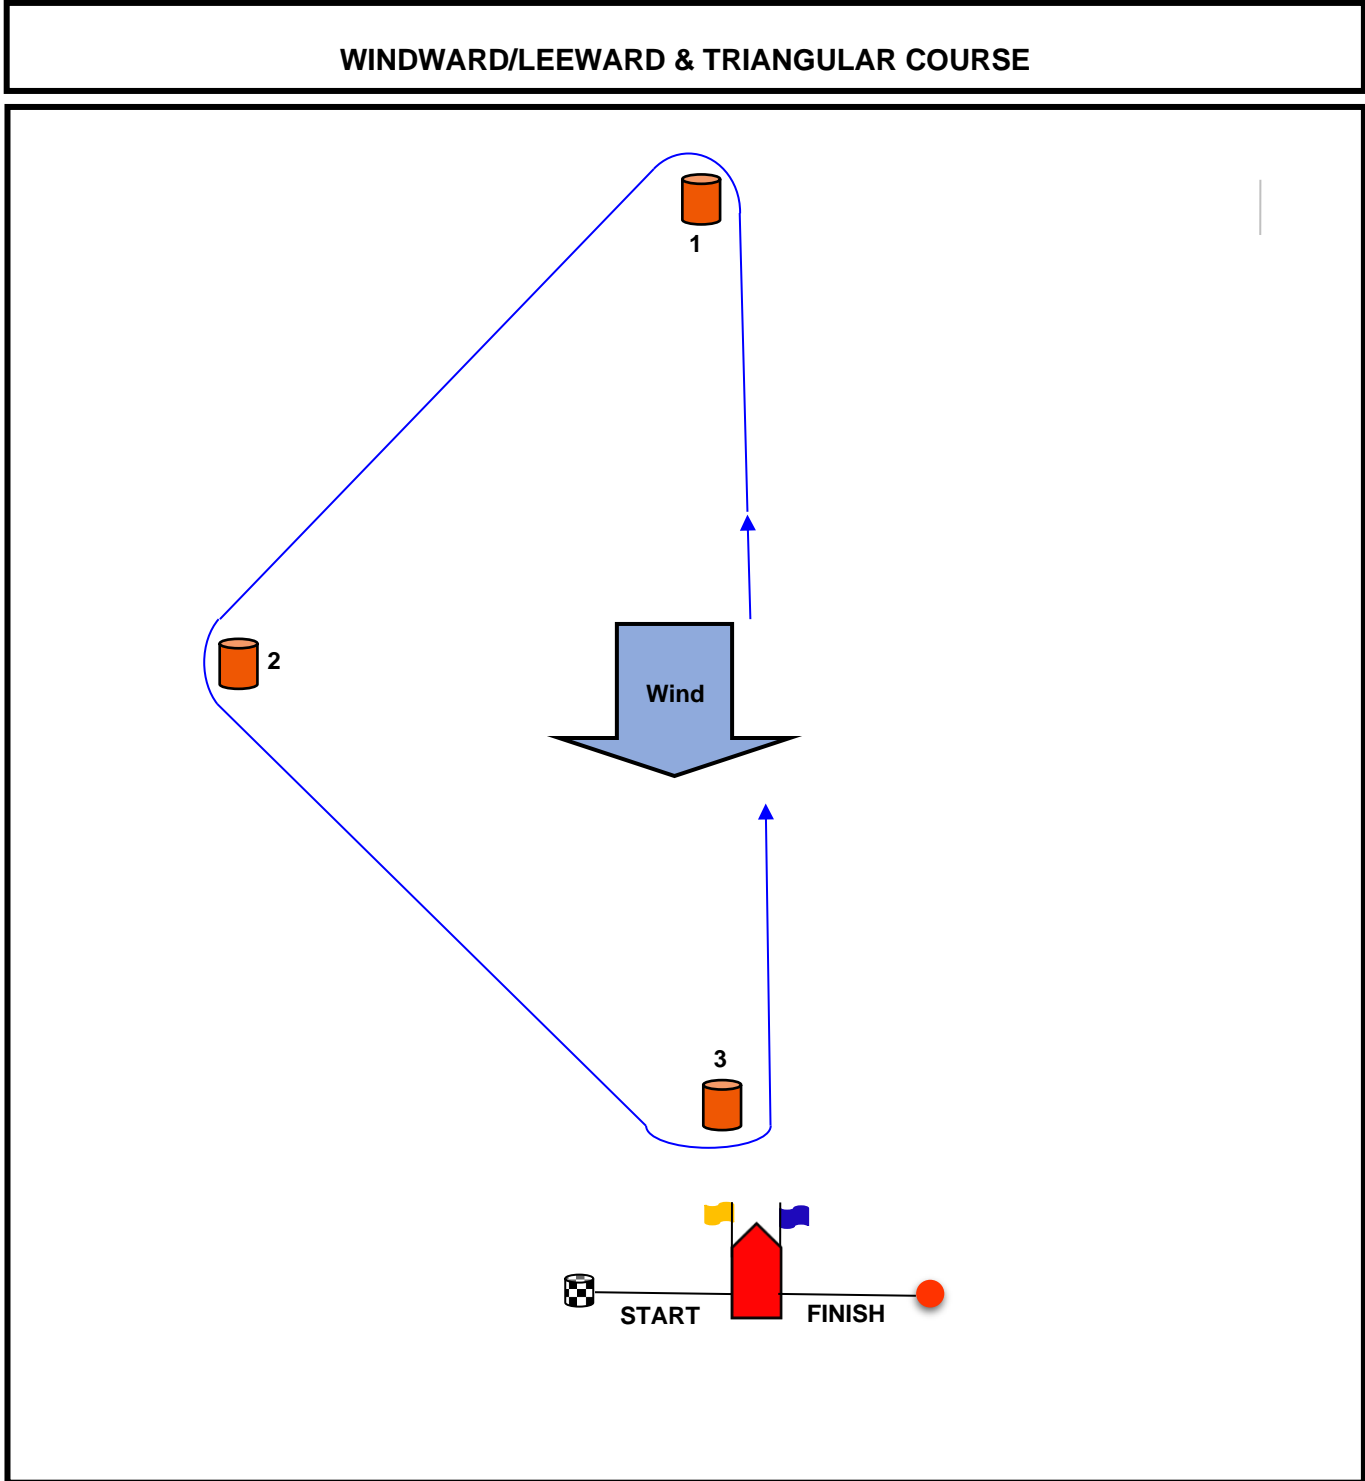 WINDWARD/LEEWARD & TRIANGULAR COURSE
1
2
Wind
3
START
FINISH